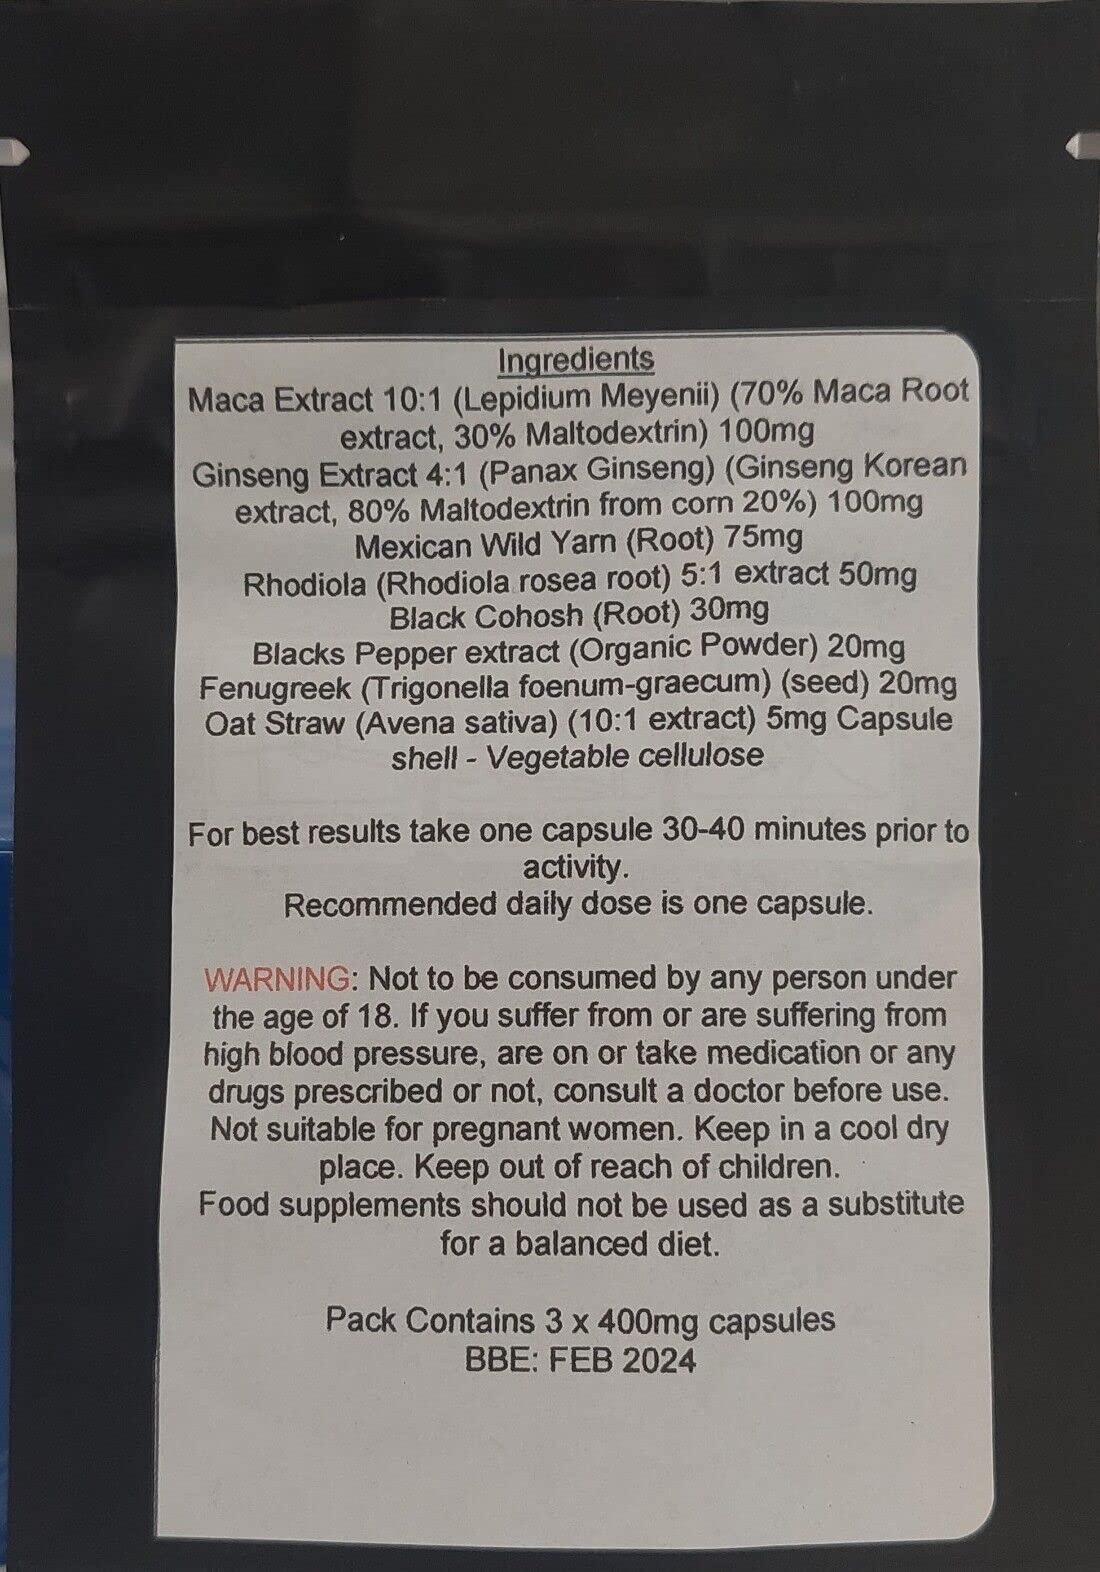 Ingredients
Maca Extract 10:1 (Lepidium Meyenii) (70% Maca Root
extract, 30% Maltodextrin) 100mg
Ginseng Extract 4:1 (Panax Ginseng) (Ginseng Korean
extract, 80% Maltodextrin from corn 20%) 100mg
Mexican Wild Yarn (Root) 75mg
Rhodiola (Rhodiola rosea root) 5:1 extract 50mg
Black Cohosh (Root) 30mg
Blacks Pepper extract (Organic Powder) 20mg
Fenugreek (Trigonella foenum-graecum) (seed) 20mg
Oat Straw (Avena sativa) (10:1 extract) 5mg Capsule
shell - Vegetable cellulose
For best results take one capsule 30-40 minutes prior to
activity.
Recommended daily dose is one capsule.
WARNING: Not to be consumed by any person under
the age of 18. If you suffer from or are suffering from
high blood pressure, are on or take medication or any
drugs prescribed or not, consult a doctor before use.
Not suitable for pregnant women. Keep in a cool dry
place. Keep out of reach of children.
Food supplements should not be used as a substitute
for a balanced diet.
Pack Contains 3 x 400mg capsules
BBE: FEB 2024